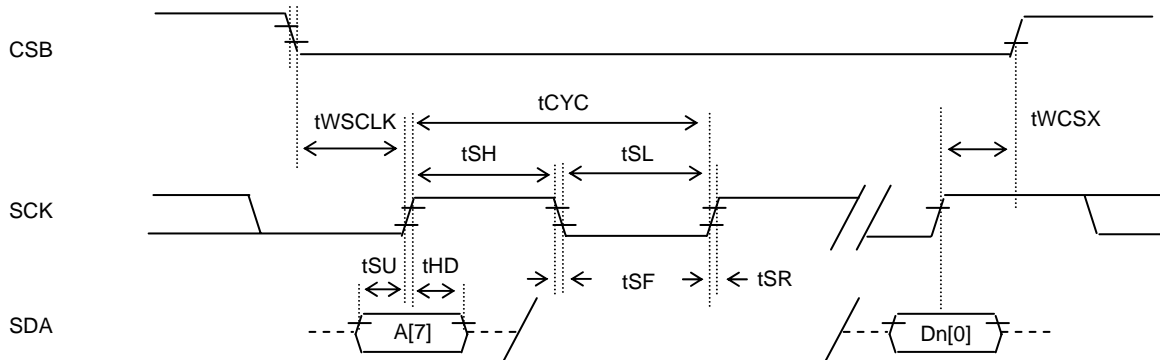 CSB
tCYC
tWSCLK
tWCSX
tSH
tSL
SCK
tSU
tHD
tSF
tSR
SDA
A[7]
Dn[0]